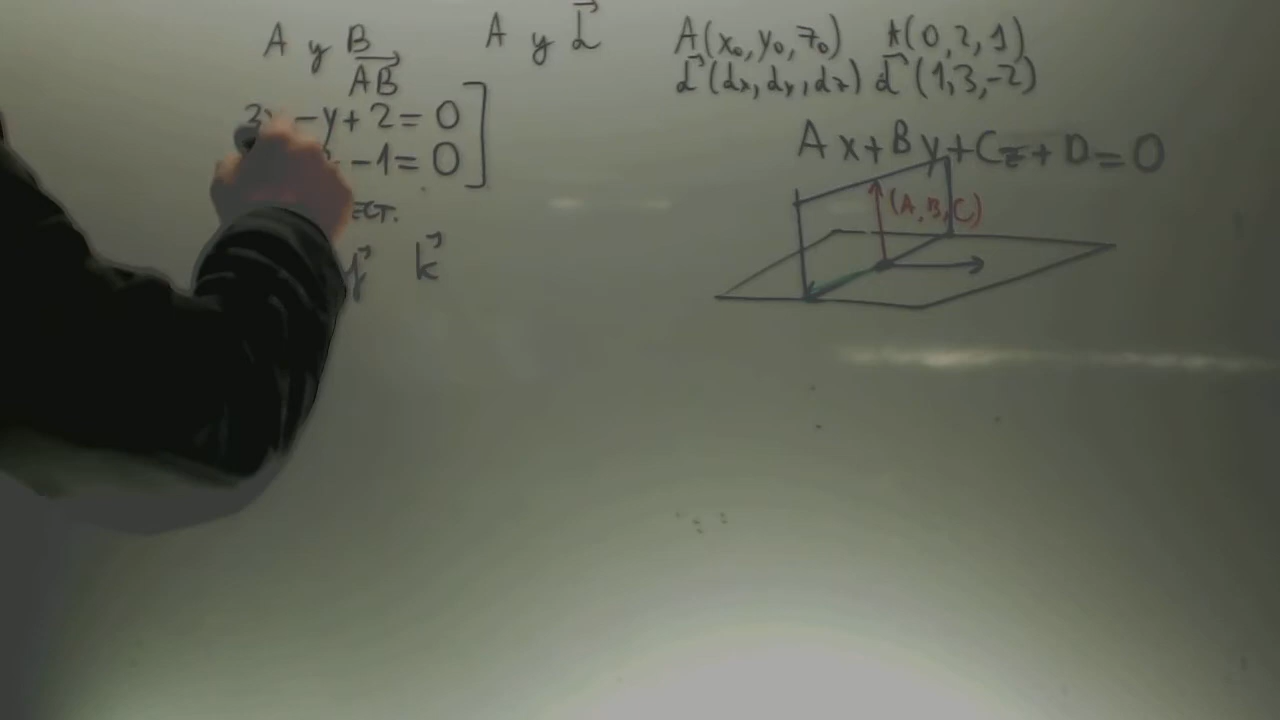 A y B
AB
A y d
A(x₀, y₀, z₀) A(0, 2, 1)
d(dx, dy, dz) d(1, 3, -2)
-y + 2 = 0
-1 = 0
ECT.
Ax + By + Cz + D = 0
(A, B, C)
j k